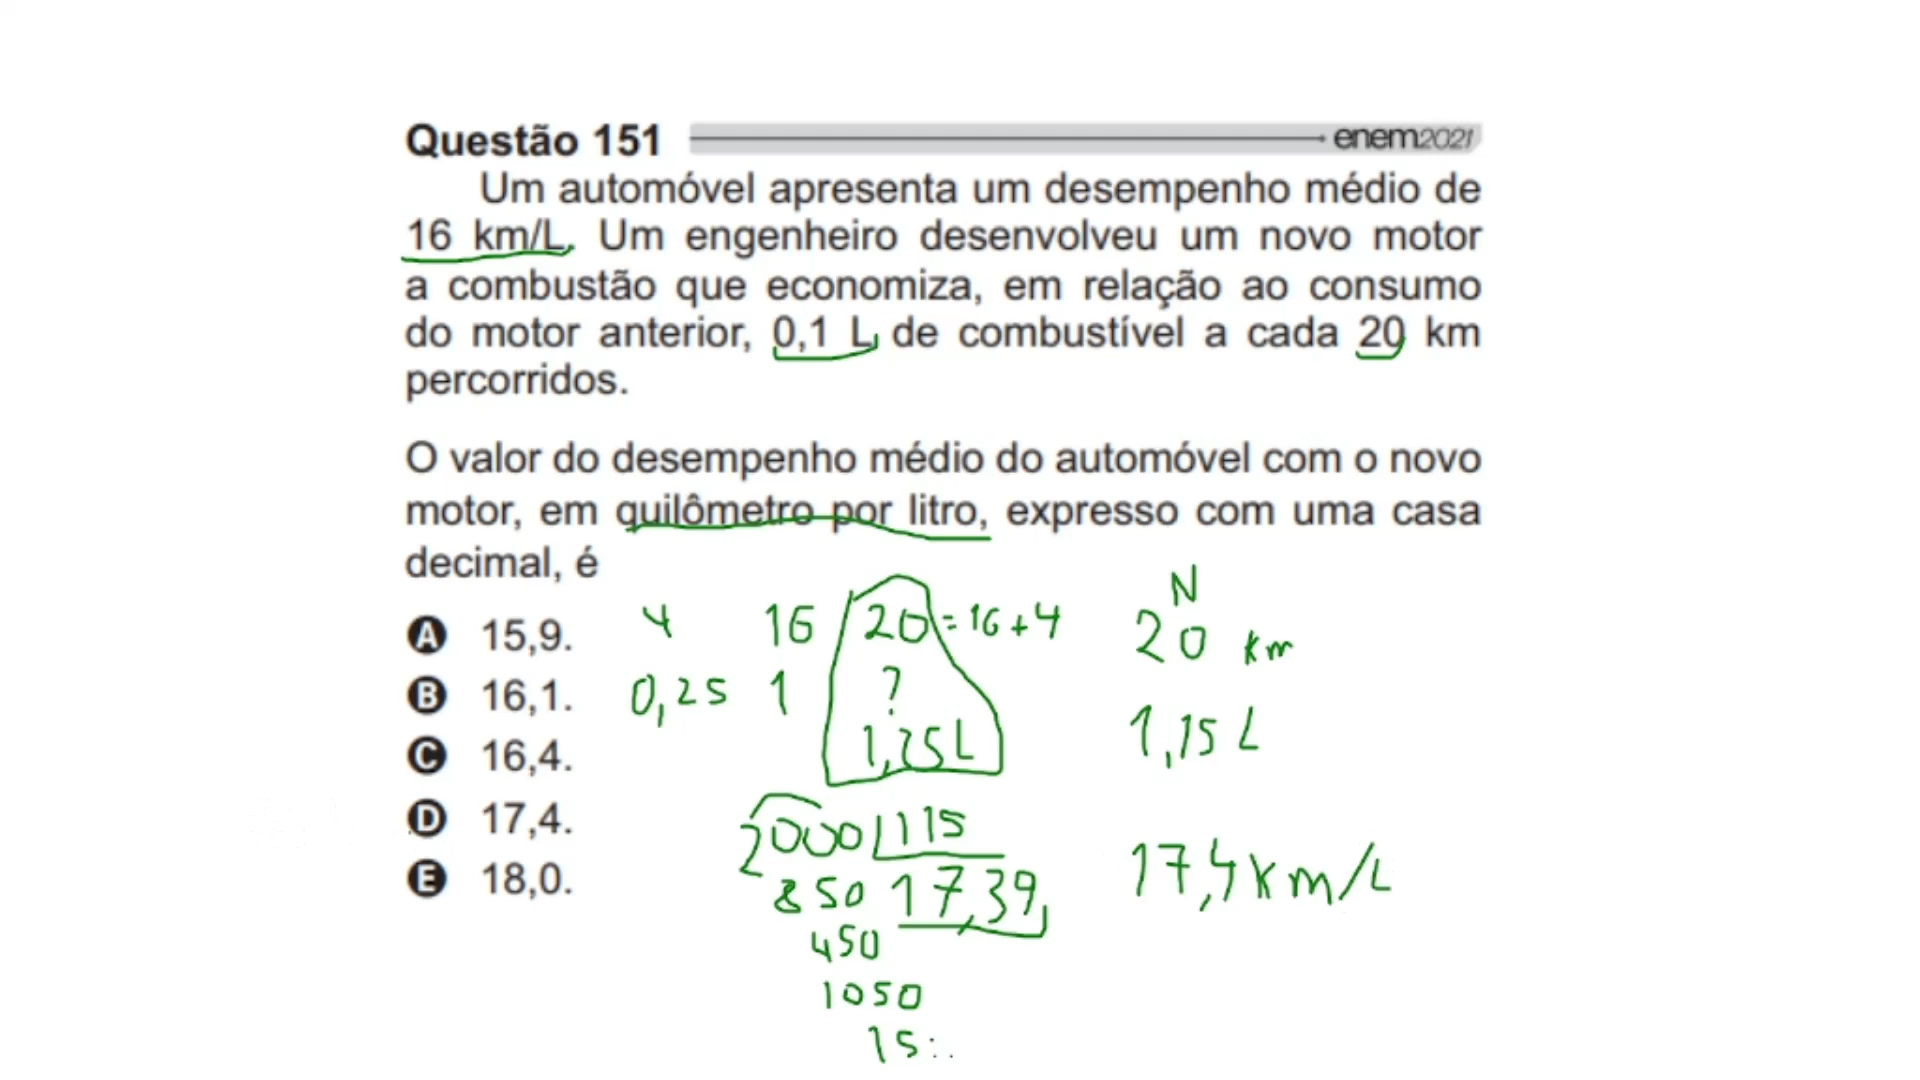 Questão 151 enem2021
Um automóvel apresenta um desempenho médio de
16 km/L. Um engenheiro desenvolveu um novo motor
a combustão que economiza, em relação ao consumo
do motor anterior, 0,1 L de combustível a cada 20 km
percorridos.
O valor do desempenho médio do automóvel com o novo
motor, em quilômetro por litro, expresso com uma casa
decimal, é
A 15,9.
B 16,1.
C 16,4.
D 17,4.
E 18,0.
4 16 20 = 16 + 4
0,25 1 ?
1,25L
N
20 km
1,15 L
2000 115
850 17,39
450
1050
15:.
17,4 km/L